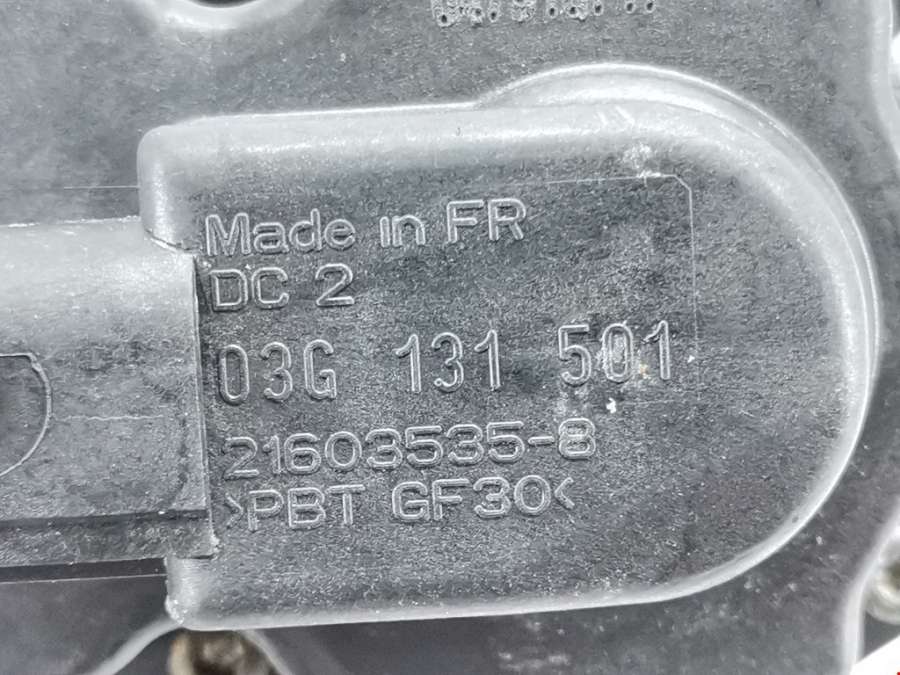 Made in FR
DC 2
03G 131 501
21603535-8
>PBT GF30<